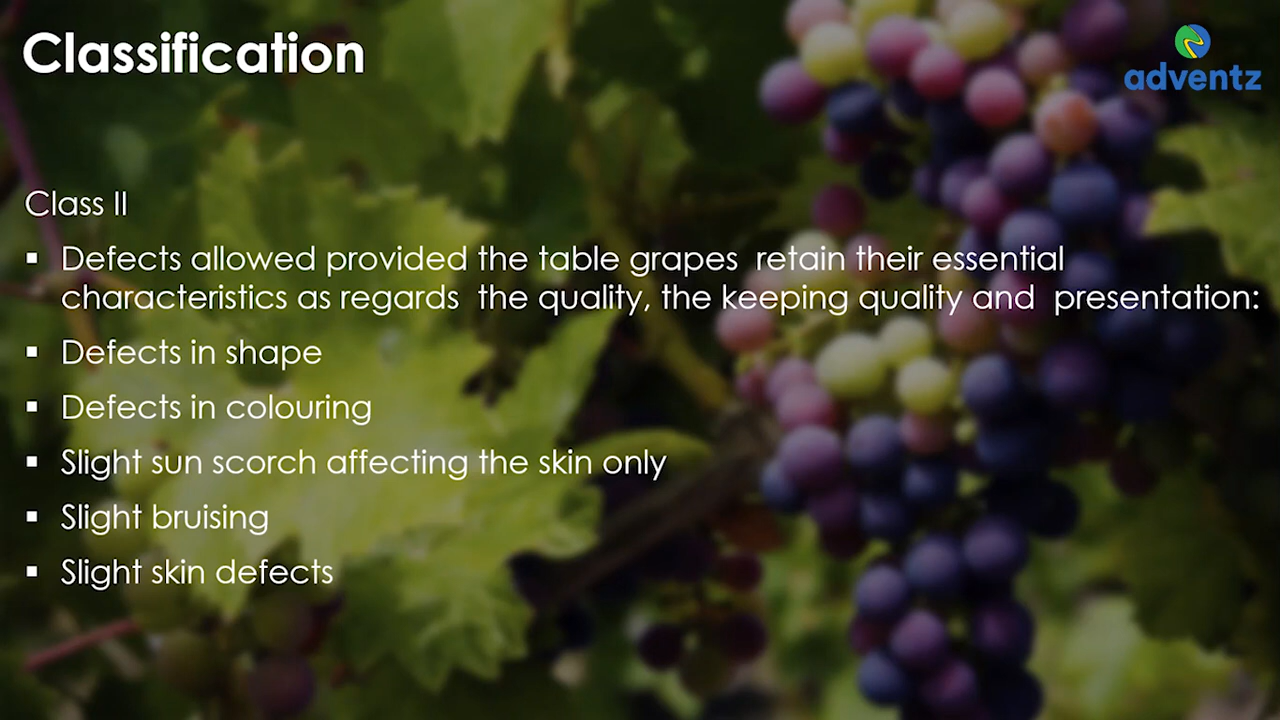 Classification
adventz
Class II
▪ Defects allowed provided the table grapes  retain their essential
characteristics as regards  the quality, the keeping quality and  presentation:
▪ Defects in shape
▪ Defects in colouring
▪ Slight sun scorch affecting the skin only
▪ Slight bruising
▪ Slight skin defects